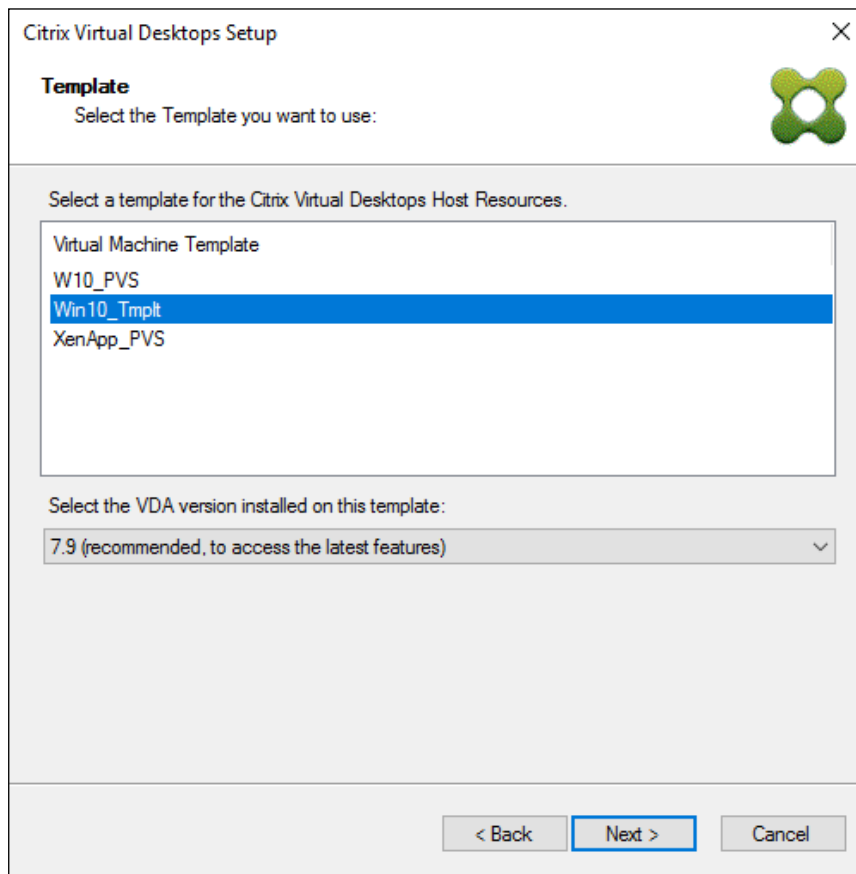 Citrix Virtual Desktops Setup
Template
Select the Template you want to use:
Select a template for the Citrix Virtual Desktops Host Resources.
Virtual Machine Template
W10_PVS
Win10_Tmplt
XenApp_PVS
Select the VDA version installed on this template:
7.9 (recommended, to access the latest features)
< Back
Next >
Cancel